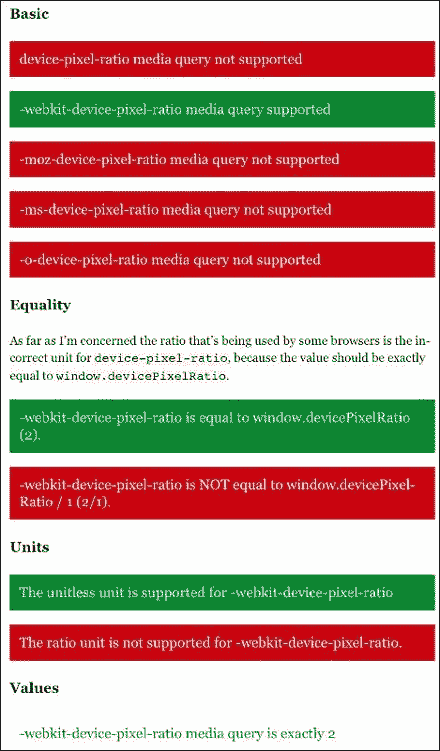 Basic
device-pixel-ratio media query not supported
-webkit-device-pixel-ratio media query supported
-moz-device-pixel-ratio media query not supported
-ms-device-pixel-ratio media query not supported
-o-device-pixel-ratio media query not supported
Equality
As far as I'm concerned the ratio that's being used by some browsers is the in-
correct unit for device-pixel-ratio, because the value should be exactly
equal to window.devicePixelRatio.
-webkit-device-pixel-ratio is equal to window.devicePixelRatio
(2).
-webkit-device-pixel-ratio is NOT equal to window.devicePixel-
Ratio / 1 (2/1).
Units
The unitless unit is supported for -webkit-device-pixel-ratio
The ratio unit is not supported for -webkit-device-pixel-ratio.
Values
-webkit-device-pixel-ratio media query is exactly 2